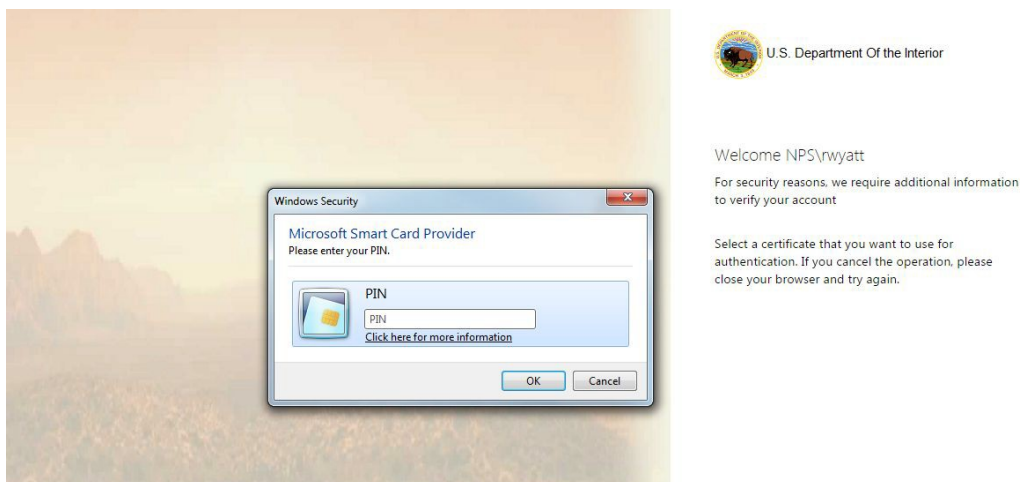 U.S. Department Of the Interior
Welcome NPS\rwyatt
For security reasons, we require additional information
to verify your account
Select a certificate that you want to use for
authentication. If you cancel the operation, please
close your browser and try again.
Windows Security
Microsoft Smart Card Provider
Please enter your PIN.
PIN
PIN
Click here for more information
OK Cancel